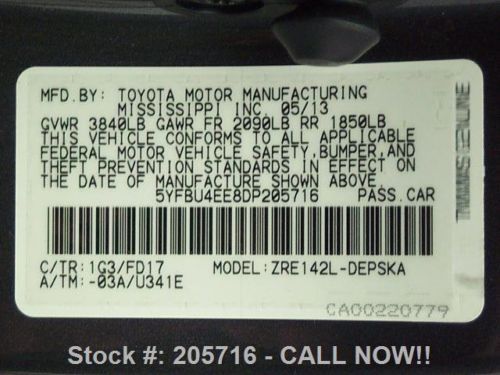 MFD.BY: TOYOTA MOTOR MANUFACTURING
MISSISSIPPI INC. 05/13
GVWR 3840LB GAWR FR 2090LB RR 1850LB
THIS VEHICLE CONFORMS TO ALL APPLICABLE
FEDERAL MOTOR VEHICLE SAFETY,BUMPER,AND
THEFT PREVENTION STANDARDS IN EFFECT ON
THE DATE OF MANUFACTURE SHOWN ABOVE.
5YFBU4EE8DP205716 PASS.CAR
C/TR:1G3/FD17 MODEL:ZRE142L-DEPSKA
A/TM:-03A/U341E
CA00220779
Stock #: 205716 - CALL NOW!!